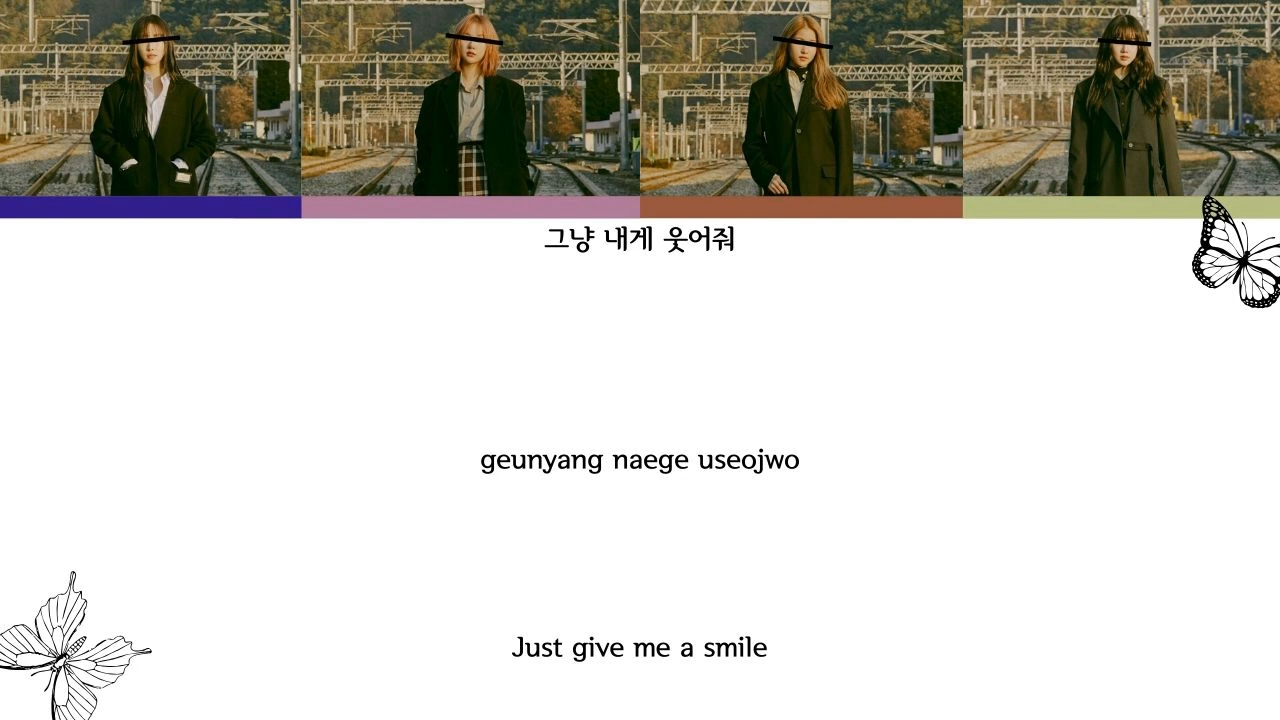 그냥 내게 웃어줘
geunyang naege useojwo
Just give me a smile